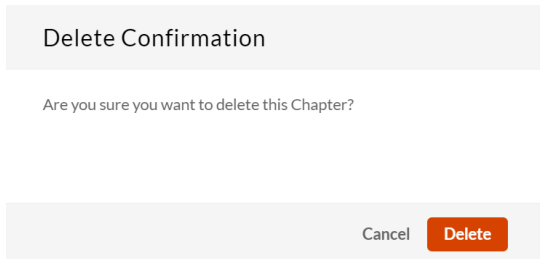 Delete Confirmation
Are you sure you want to delete this Chapter?
Cancel Delete